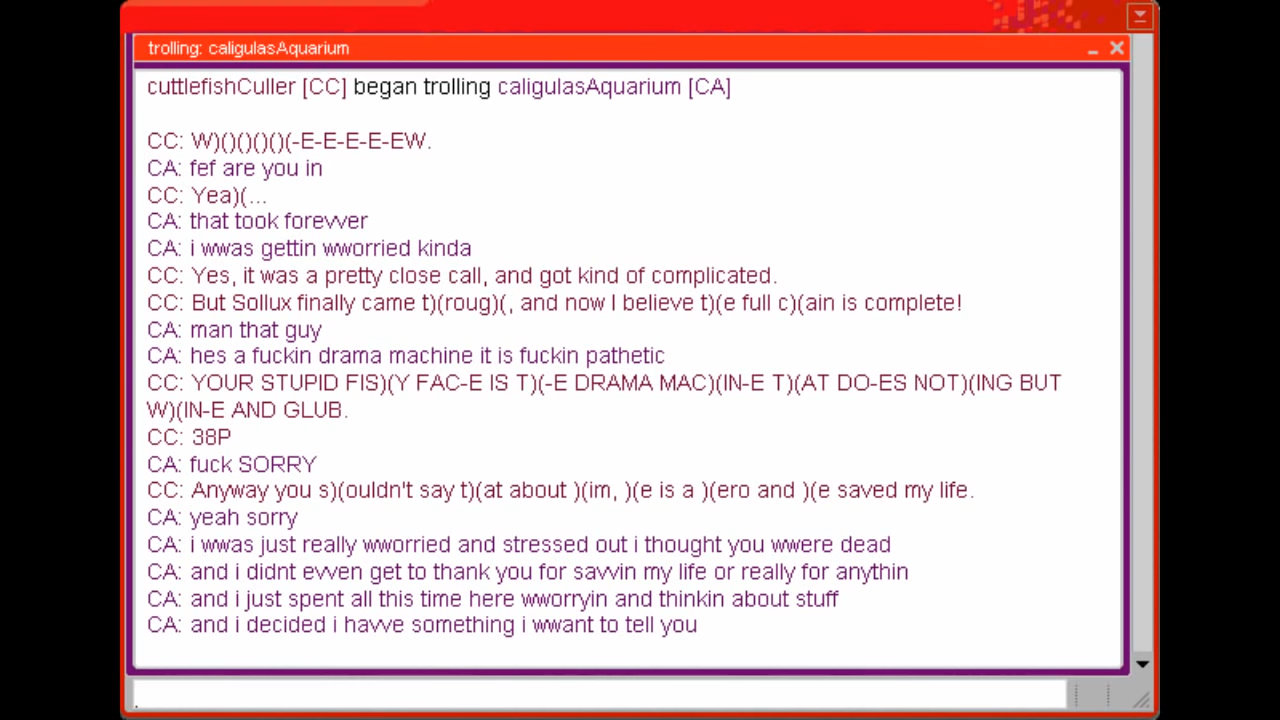 trolling: caligulasAquarium
cuttlefishCuller [CC] began trolling caligulasAquarium [CA]
CC: W)()()()()(-E-E-E-E-EW.
CA: fef are you in
CC: Yea)(...
CA: that took forevver
CA: i wwas gettin wworried kinda
CC: Yes, it was a pretty close call, and got kind of complicated.
CC: But Sollux finally came t)(roug)(, and now I believe t)(e full c)(ain is complete!
CA: man that guy
CA: hes a fuckin drama machine it is fuckin pathetic
CC: YOUR STUPID FIS)(Y FAC-E IS T)(-E DRAMA MAC)(IN-E T)(AT DO-ES NOT)(ING BUT
W)(IN-E AND GLUB.
CC: 38P
CA: fuck SORRY
CC: Anyway you s)(ouldn't say t)(at about )(im, )(e is a )(ero and )(e saved my life.
CA: yeah sorry
CA: i wwas just really wworried and stressed out i thought you wwere dead
CA: and i didnt evven get to thank you for savvin my life or really for anythin
CA: and i just spent all this time here wworryin and thinkin about stuff
CA: and i decided i havve something i wwant to tell you